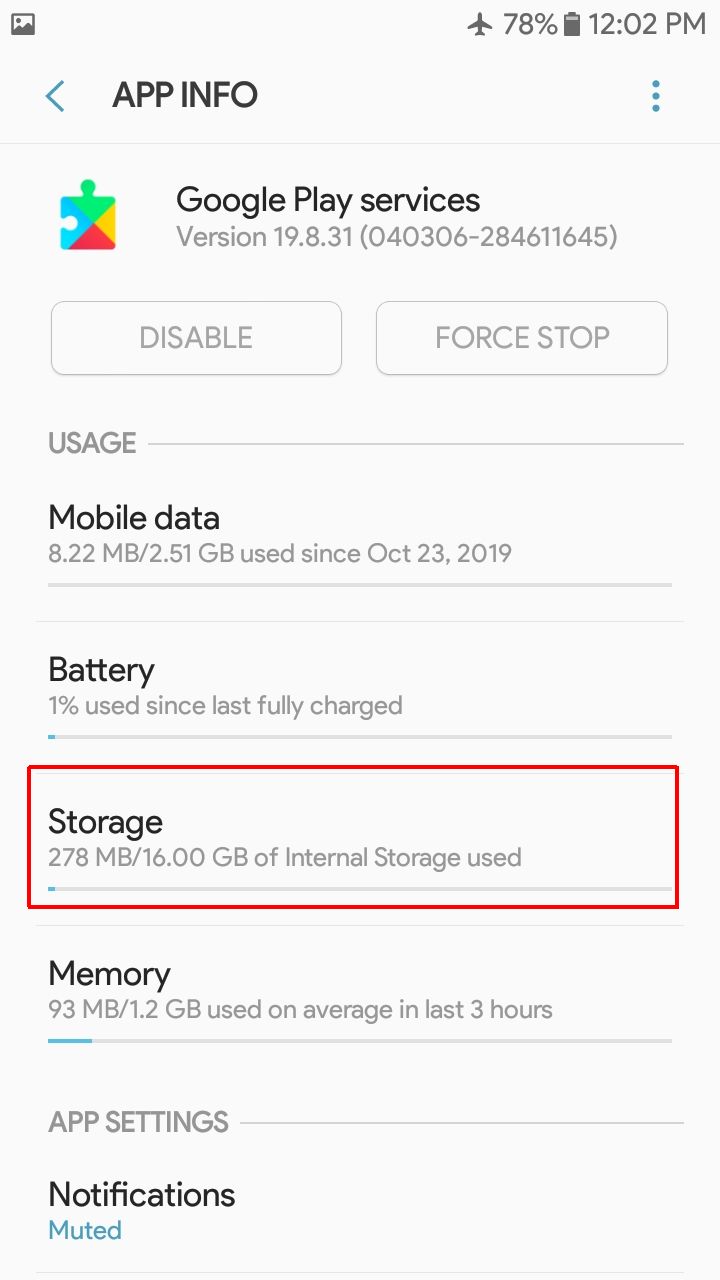 78% 12:02 PM
APP INFO
Google Play services
Version 19.8.31 (040306-284611645)
DISABLE FORCE STOP
USAGE
Mobile data
8.22 MB/2.51 GB used since Oct 23, 2019
Battery
1% used since last fully charged
Storage
278 MB/16.00 GB of Internal Storage used
Memory
93 MB/1.2 GB used on average in last 3 hours
APP SETTINGS
Notifications
Muted